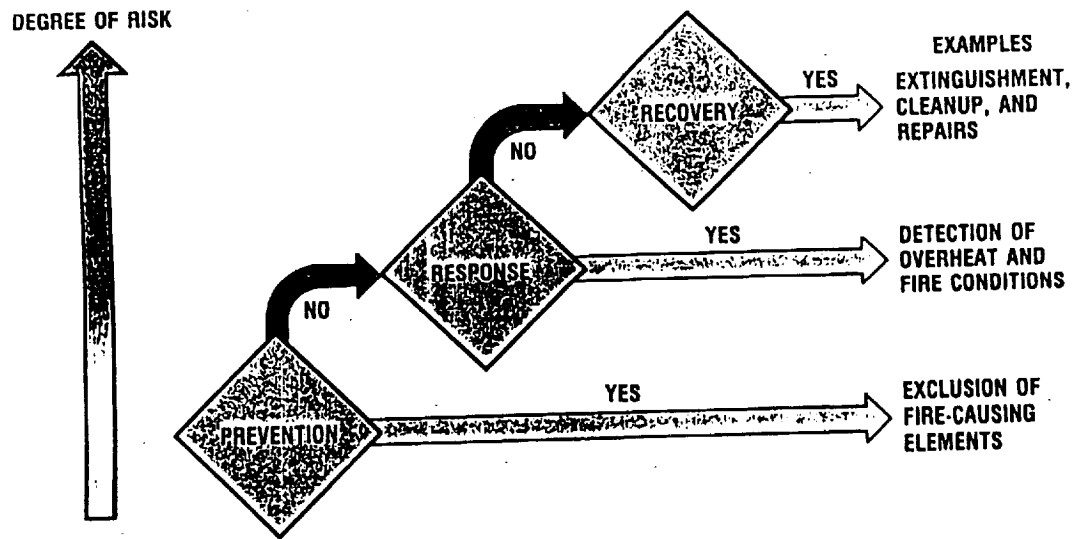 DEGREE OF RISK
EXAMPLES
YES
EXTINGUISHMENT,
CLEANUP, AND
REPAIRS
RECOVERY
NO
YES
DETECTION OF
OVERHEAT AND
FIRE CONDITIONS
RESPONSE
NO
YES
EXCLUSION OF
FIRE-CAUSING
ELEMENTS
PREVENTION